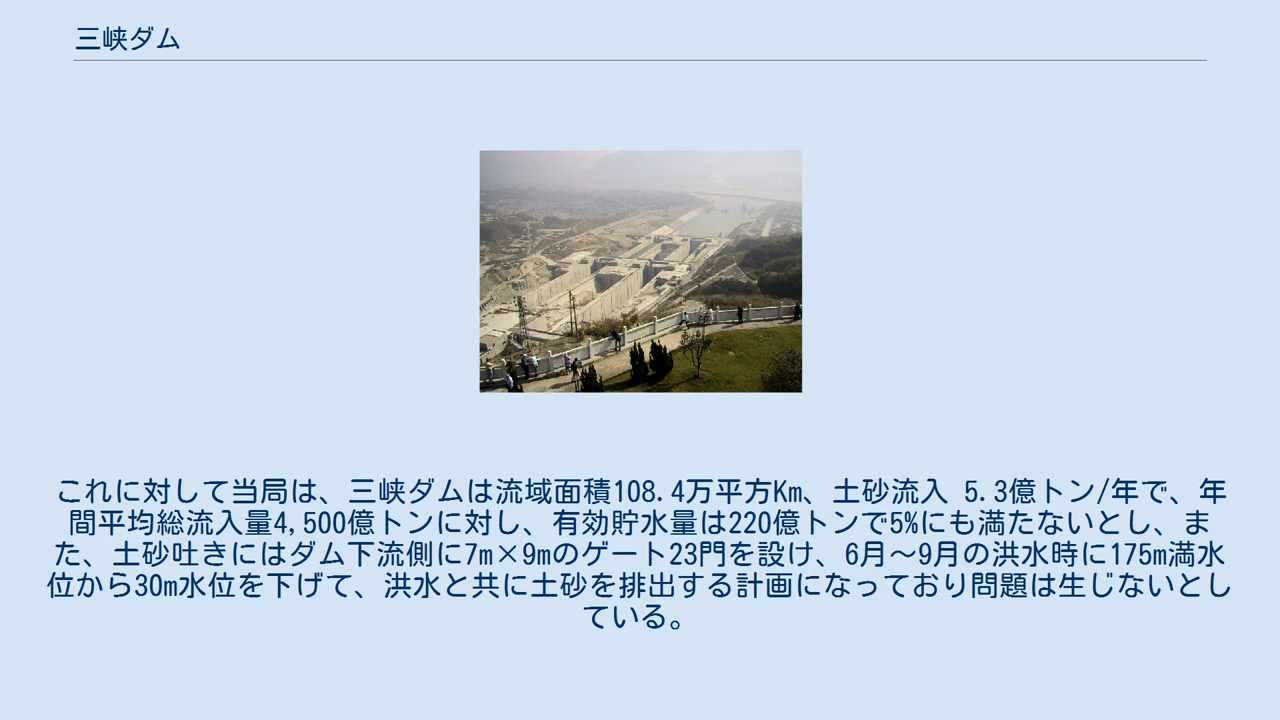 三峡ダム
これに対して当局は、三峡ダムは流域面積108.4万平方Km、土砂流入 5.3億トン/年で、年
間平均総流入量4,500億トンに対し、有効貯水量は220億トンで5%にも満たないとし、ま
た、土砂吐きにはダム下流側に7m×9mのゲート23門を設け、6月～9月の洪水時に175m満水
位から30m水位を下げて、洪水と共に土砂を排出する計画になっており問題は生じないとし
ている。